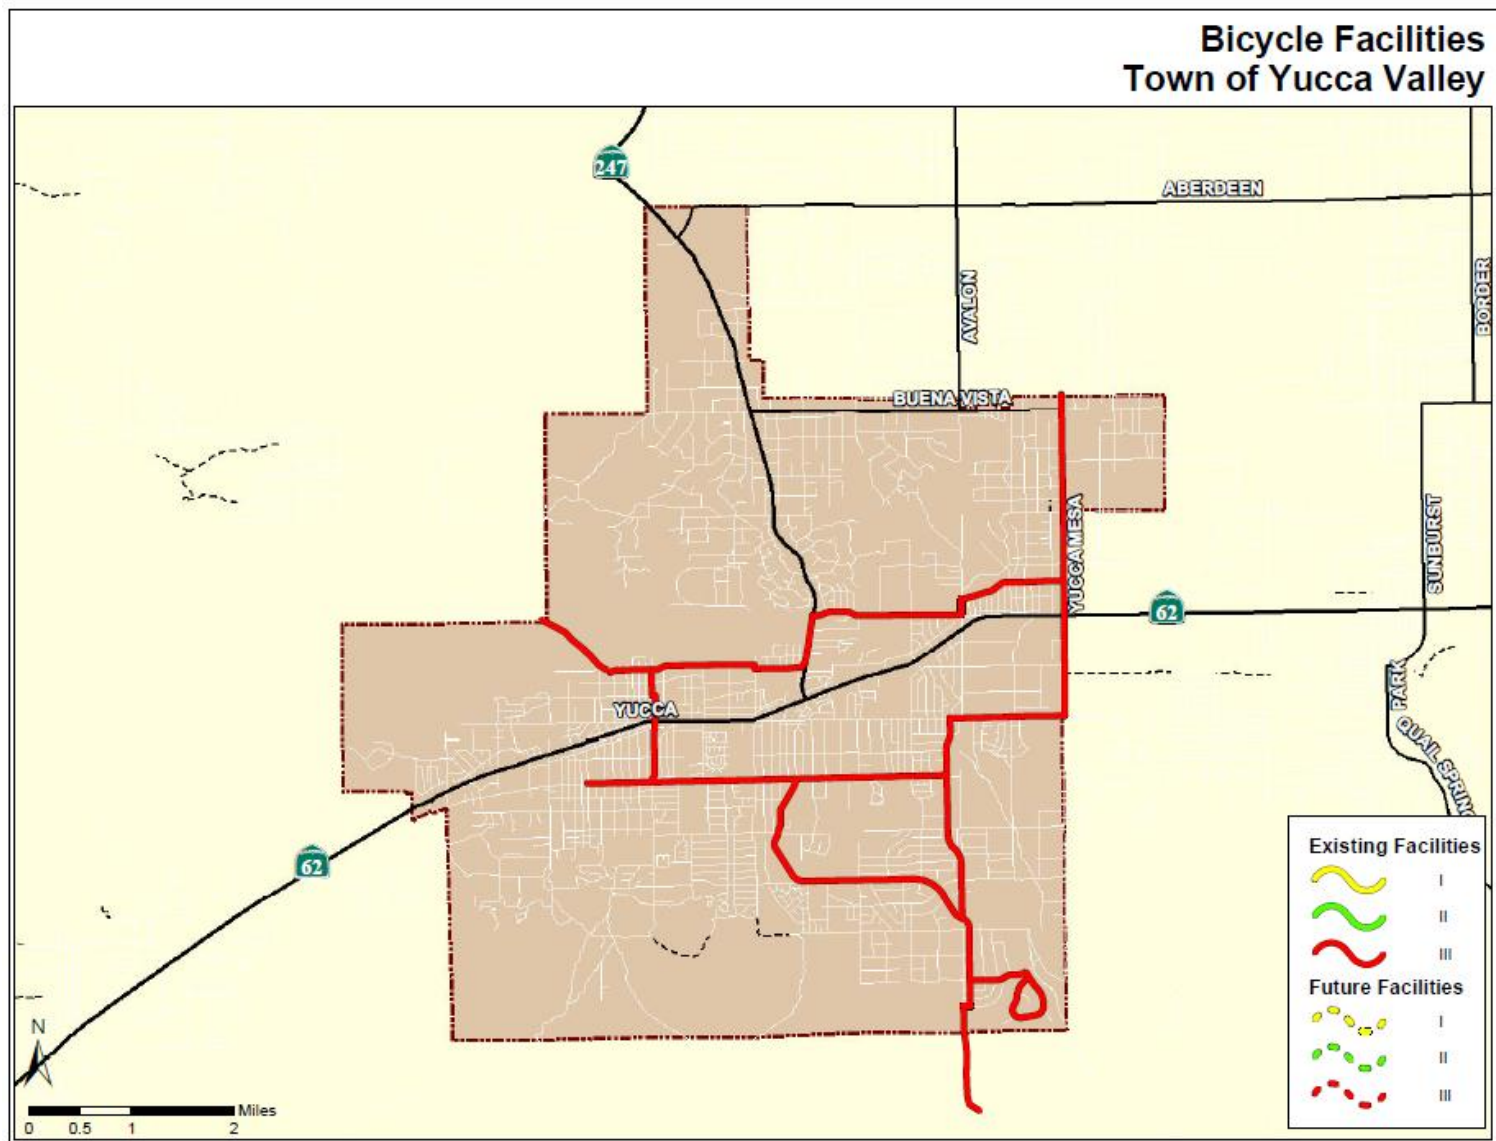 Bicycle Facilities
Town of Yucca Valley
247
ABERDEEN
AVALON
BORDER
BUENA VISTA
YUCCA MESA
SUNBURST
62
PARK
YUCCA
QUAIL SPRING
62
Existing Facilities
I
II
III
Future Facilities
I
II
III
N
Miles
0 0.5 1 2